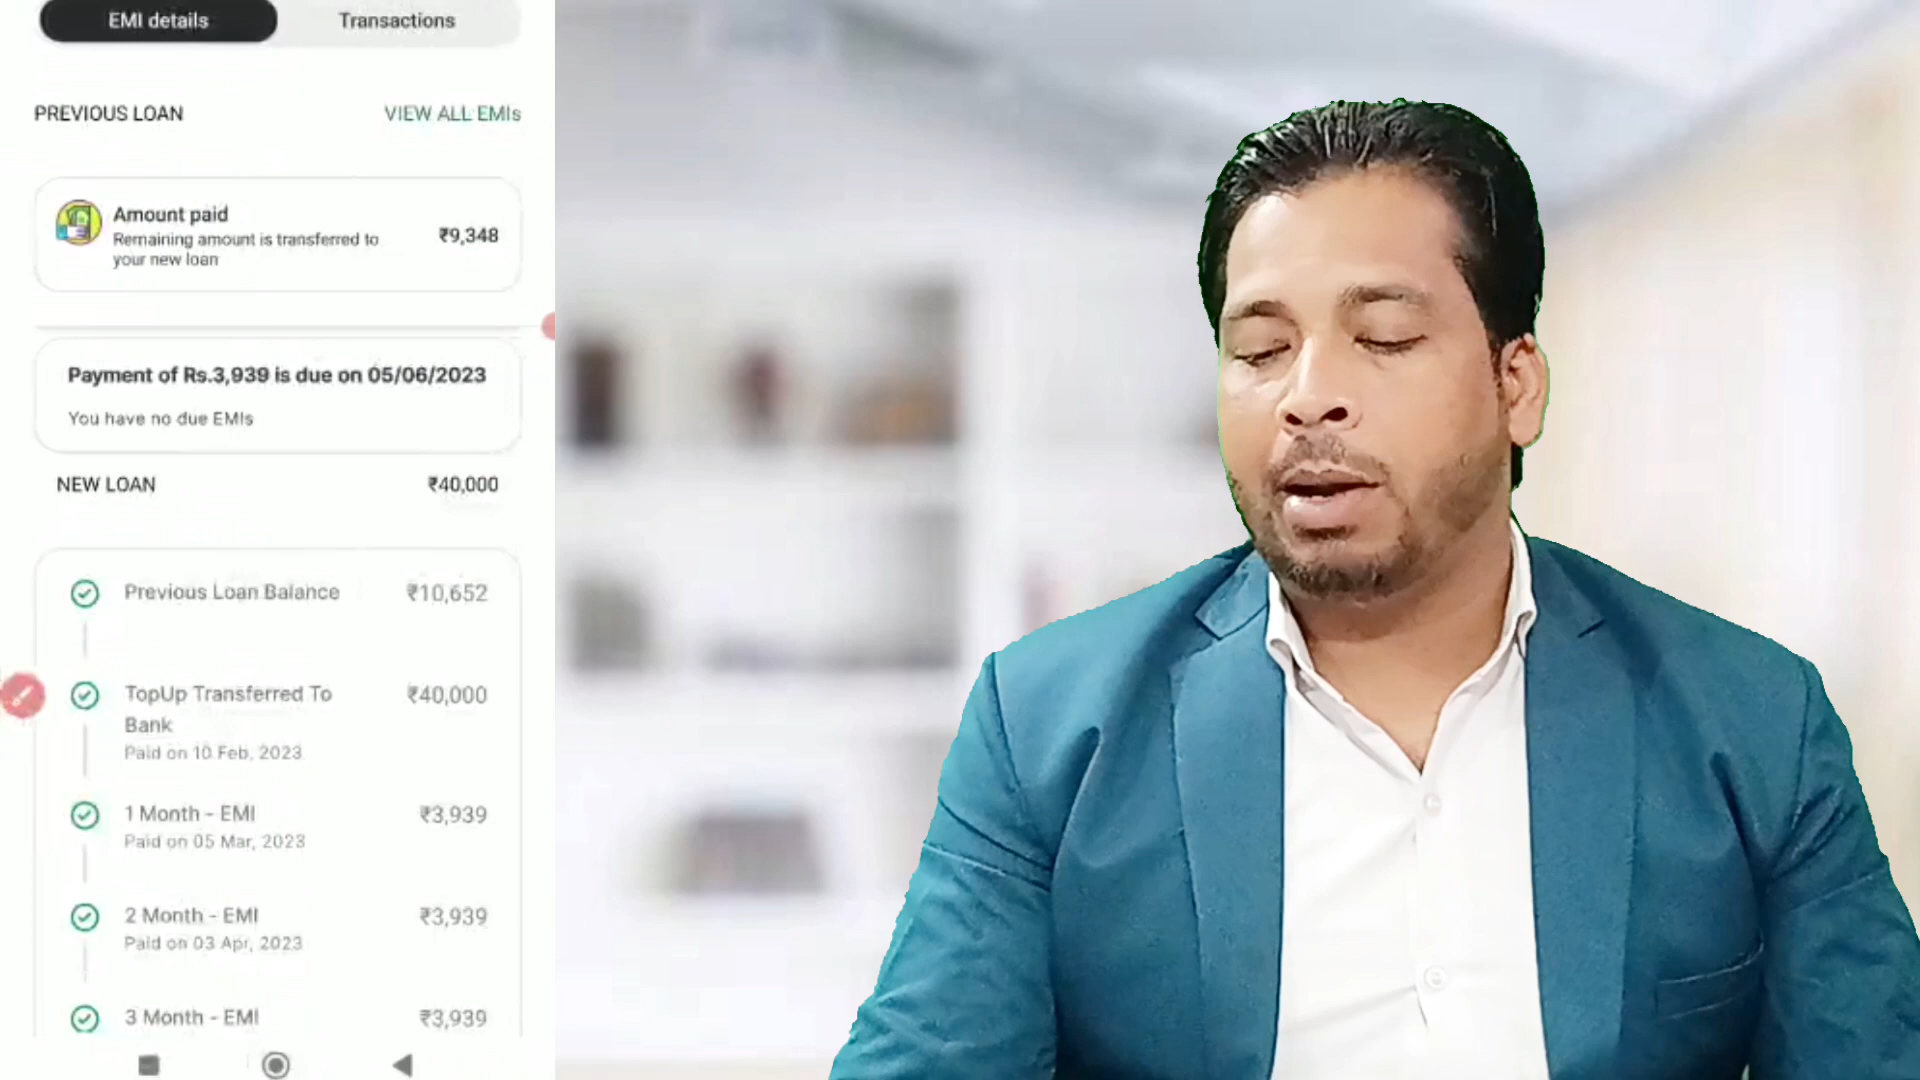 EMI details
Transactions
PREVIOUS LOAN
VIEW ALL EMIs
Amount paid
Remaining amount is transferred to
your new loan
₹9,348
Payment of Rs.3,939 is due on 05/06/2023
You have no due EMIs
NEW LOAN
₹40,000
Previous Loan Balance
₹10,652
TopUp Transferred To
Bank
₹40,000
Paid on 10 Feb, 2023
1 Month - EMI
₹3,939
Paid on 05 Mar, 2023
2 Month - EMI
₹3,939
Paid on 03 Apr, 2023
3 Month - EMI
₹3,939